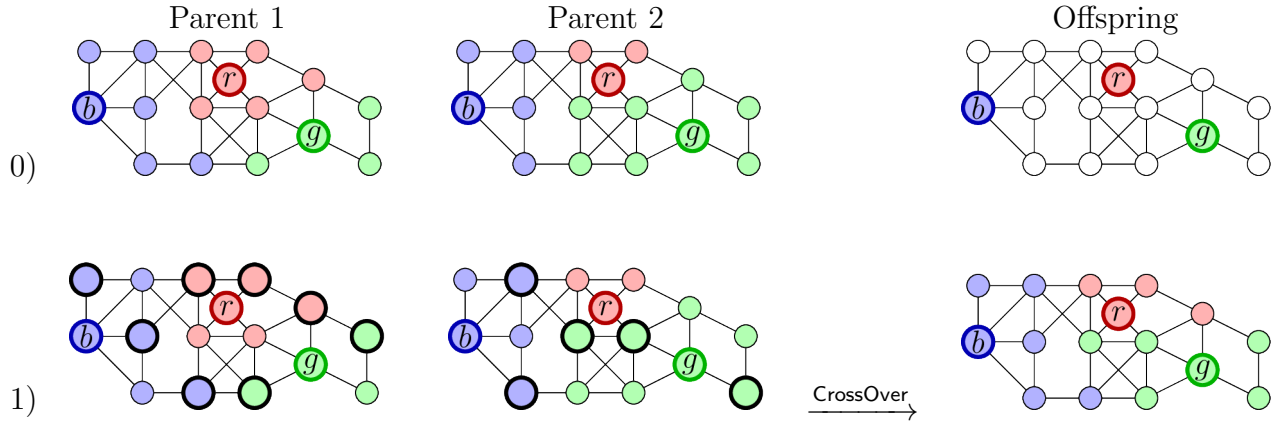 Parent 1 Parent 2 Offspring
r r r
b b b
g g g
0)
r r r
b b b
g g g
1) CrossOver